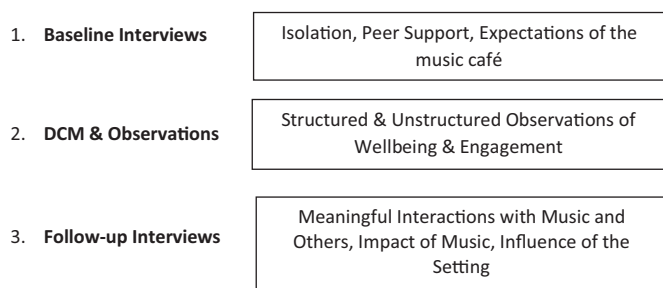 1. Baseline Interviews
Isolation, Peer Support, Expectations of the
music café
2. DCM & Observations
Structured & Unstructured Observations of
Wellbeing & Engagement
3. Follow-up Interviews
Meaningful Interactions with Music and
Others, Impact of Music, Influence of the
Setting